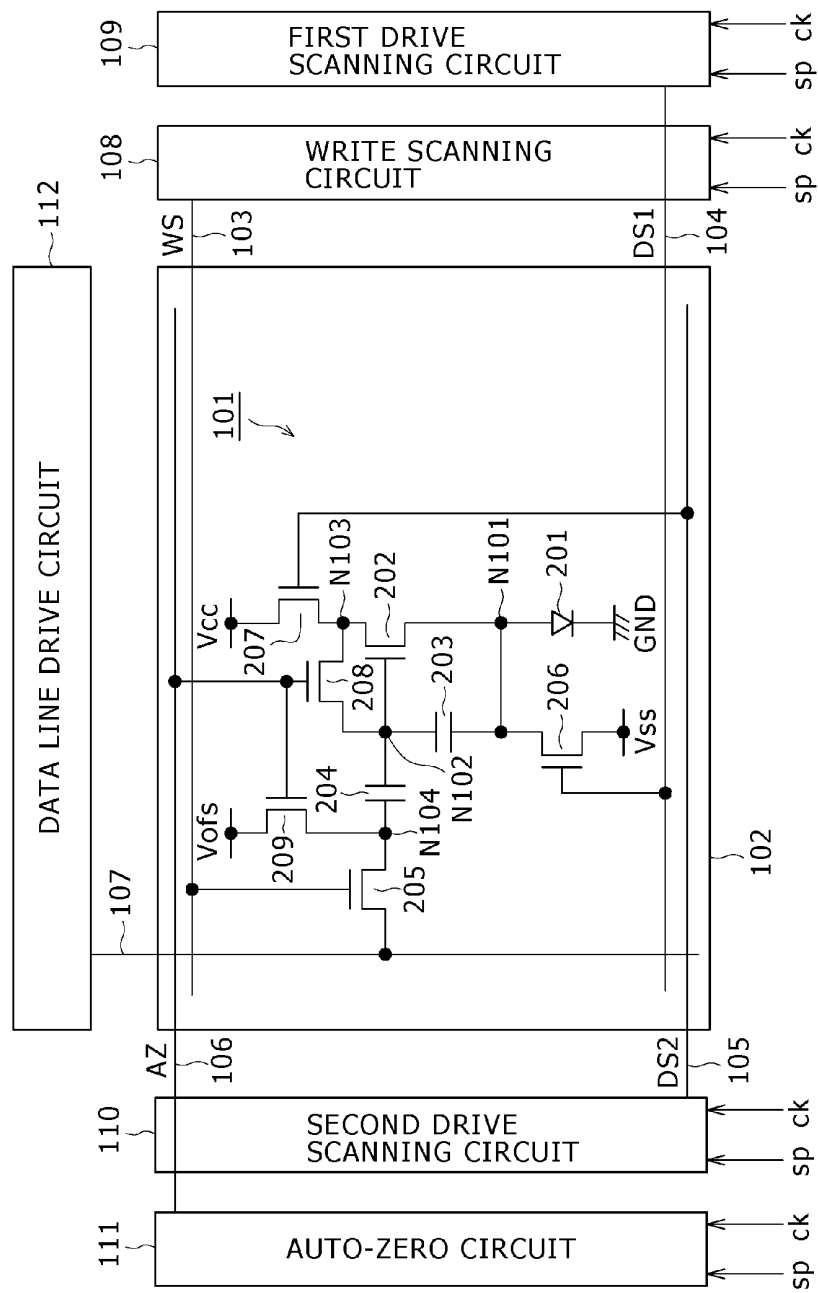 112
DATA LINE DRIVE CIRCUIT
107
109
FIRST DRIVE
SCANNING CIRCUIT
sp ck
108
WRITE SCANNING
CIRCUIT
sp ck
WS
103
DS1
104
AZ
106
DS2
105
110
SECOND DRIVE
SCANNING CIRCUIT
sp ck
111
AUTO-ZERO CIRCUIT
sp ck
101
102
Vcc
207
N103
208
202
Vofs
209
204
N104
N102
203
N101
205
201
206
GND
Vss